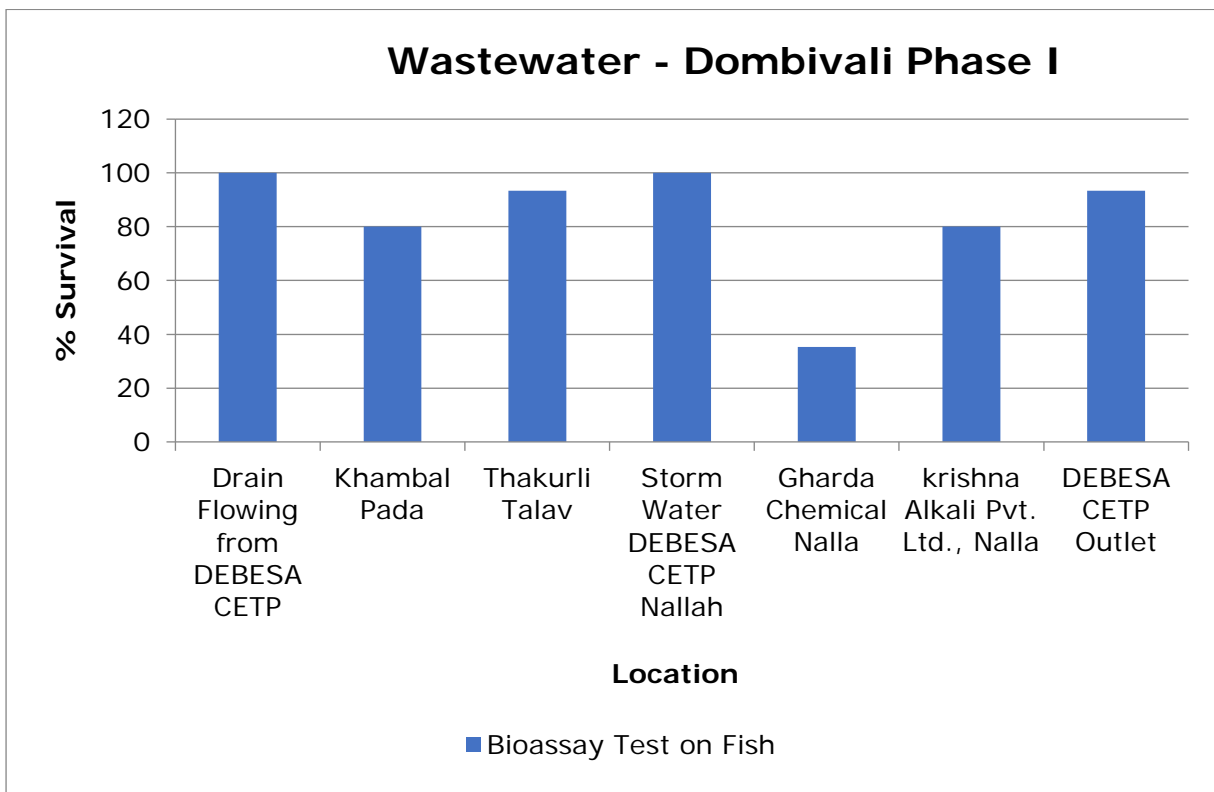 Wastewater - Dombivali Phase I
120
100
80
60
40
20
0
% Survival
Drain
Flowing
from
DEBESA
CETP
Khambal
Pada
Thakurli
Talav
Storm
Water
DEBESA
CETP
Nallah
Gharda
Chemical
Nalla
krishna
Alkali Pvt.
Ltd., Nalla
DEBESA
CETP
Outlet
Location
Bioassay Test on Fish